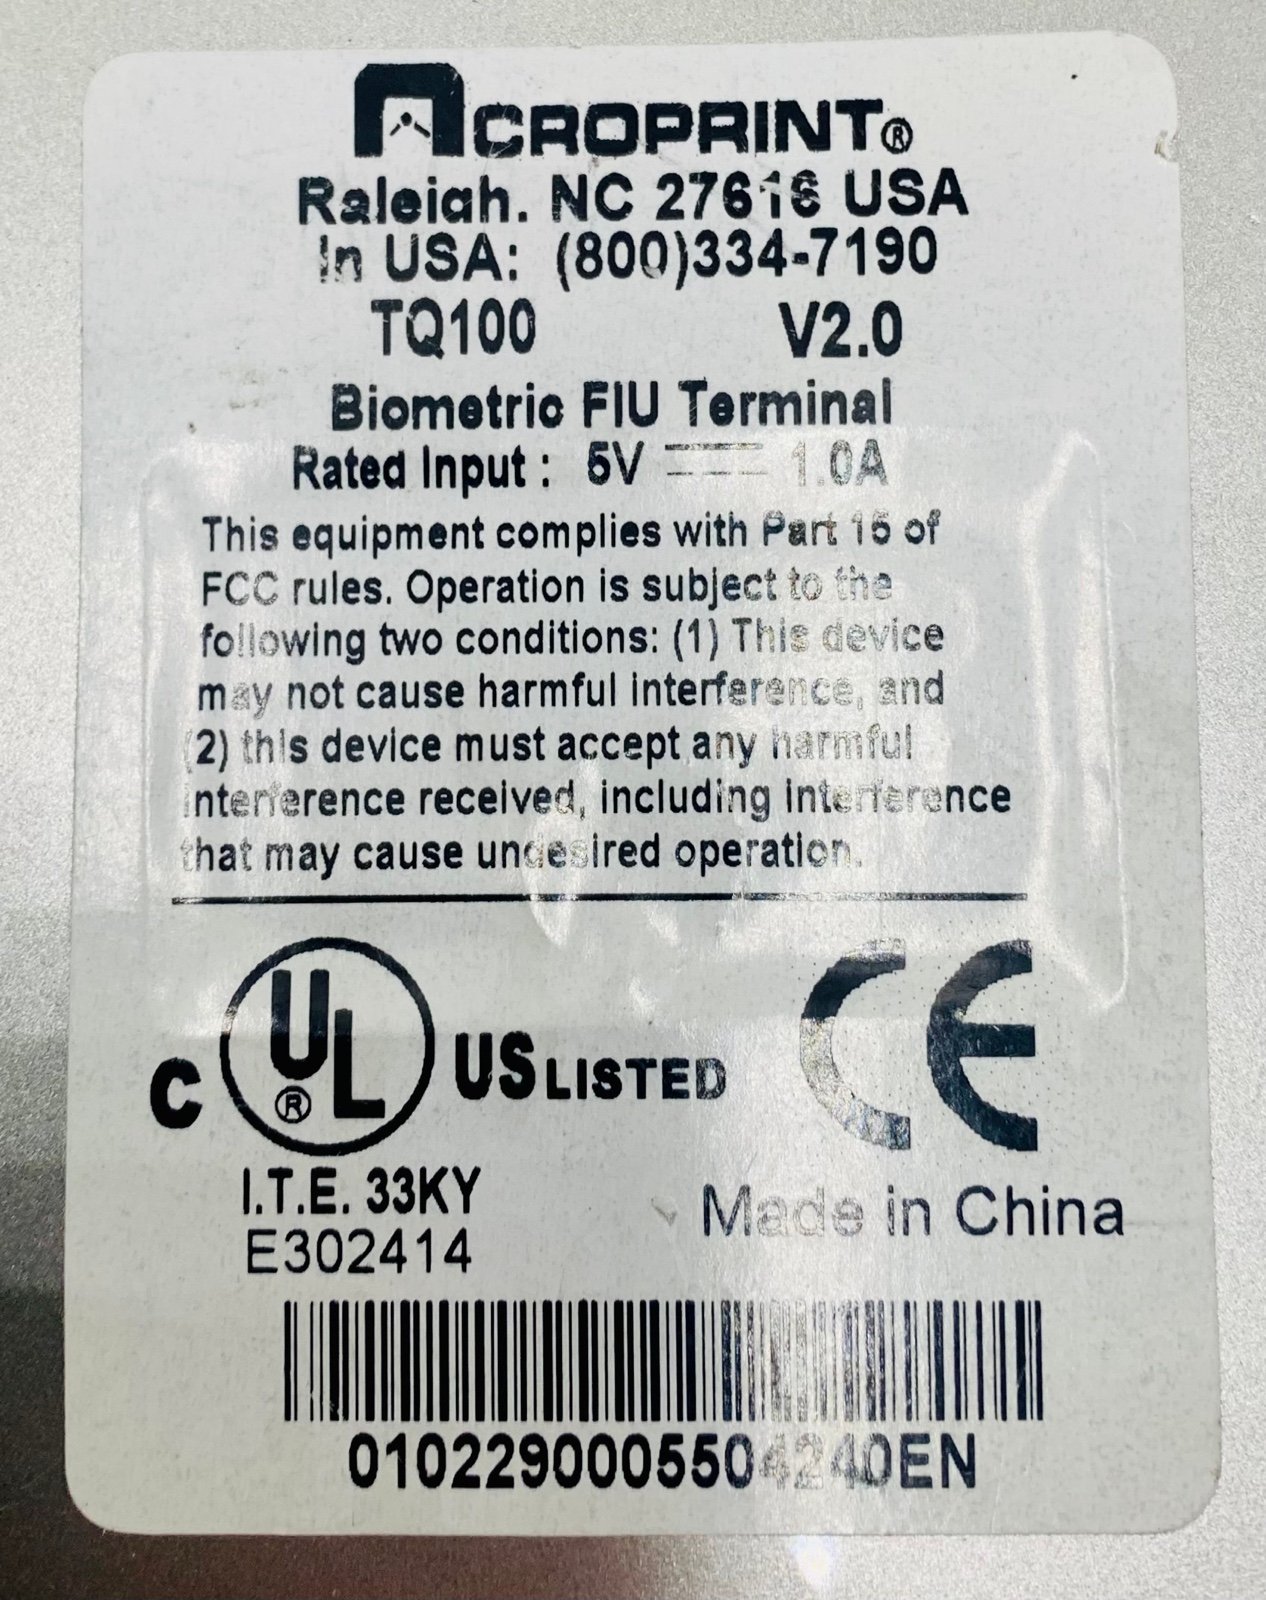 ACROPRINT®
Raleigh, NC 27616 USA
In USA: (800)334-7190
TQ100 V2.0
Biometric FIU Terminal
Rated Input : 5V ⎓ 1.0A
This equipment complies with Part 15 of
FCC rules. Operation is subject to the
following two conditions: (1) This device
may not cause harmful interference, and
(2) this device must accept any harmful
interference received, including interference
that may cause undesired operation.
C UL® US LISTED CE
I.T.E. 33KY
E302414
Made in China
0102290005504240EN